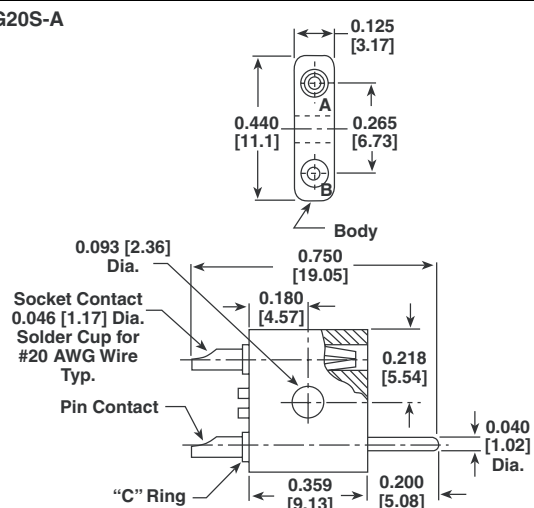 G20S-A
0.125
[3.17]
A
0.440
[11.1]
0.265
[6.73]
B
Body
0.093 [2.36]
Dia.
0.750
[19.05]
Socket Contact
0.046 [1.17] Dia.
Solder Cup for
#20 AWG Wire
Typ.
0.180
[4.57]
0.218
[5.54]
Pin Contact
0.040
[1.02]
Dia.
"C" Ring
0.359
[9.13]
0.200
[5.08]